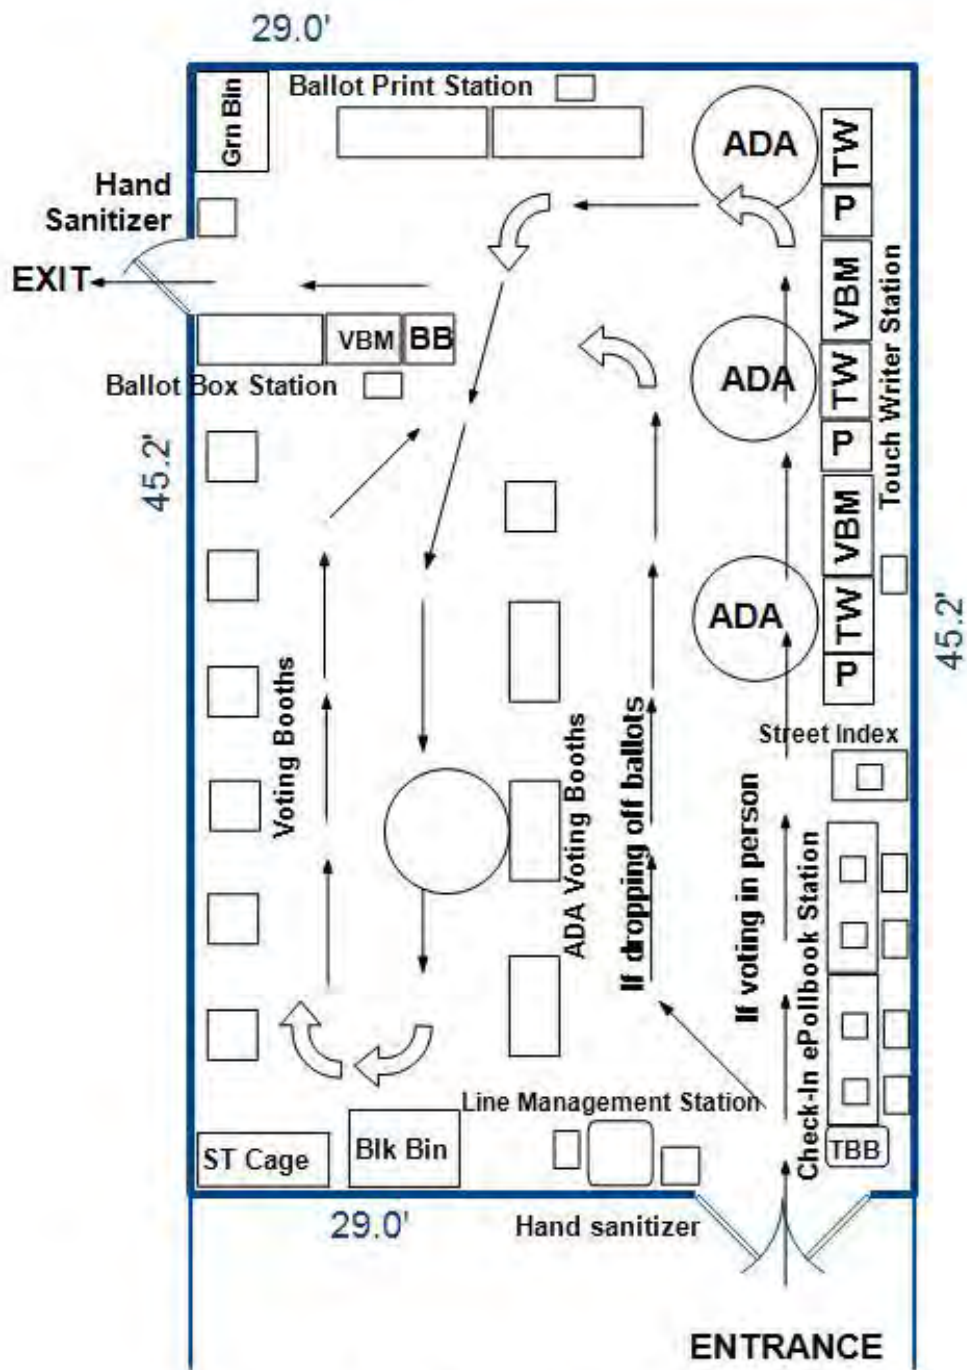 29.0'
Grn Bin
Ballot Print Station
ADA
TW
P
Hand
Sanitizer
EXIT
VBM
Touch Writer Station
VBM
BB
Ballot Box Station
ADA
TW
P
45.2'
VBM
ADA
TW
P
45.2'
Voting Booths
ADA Voting Booths
If dropping off ballots
If voting in person
Street Index
Check-In ePollbook Station
Line Management Station
TBB
ST Cage
Blk Bin
29.0'
Hand sanitizer
ENTRANCE